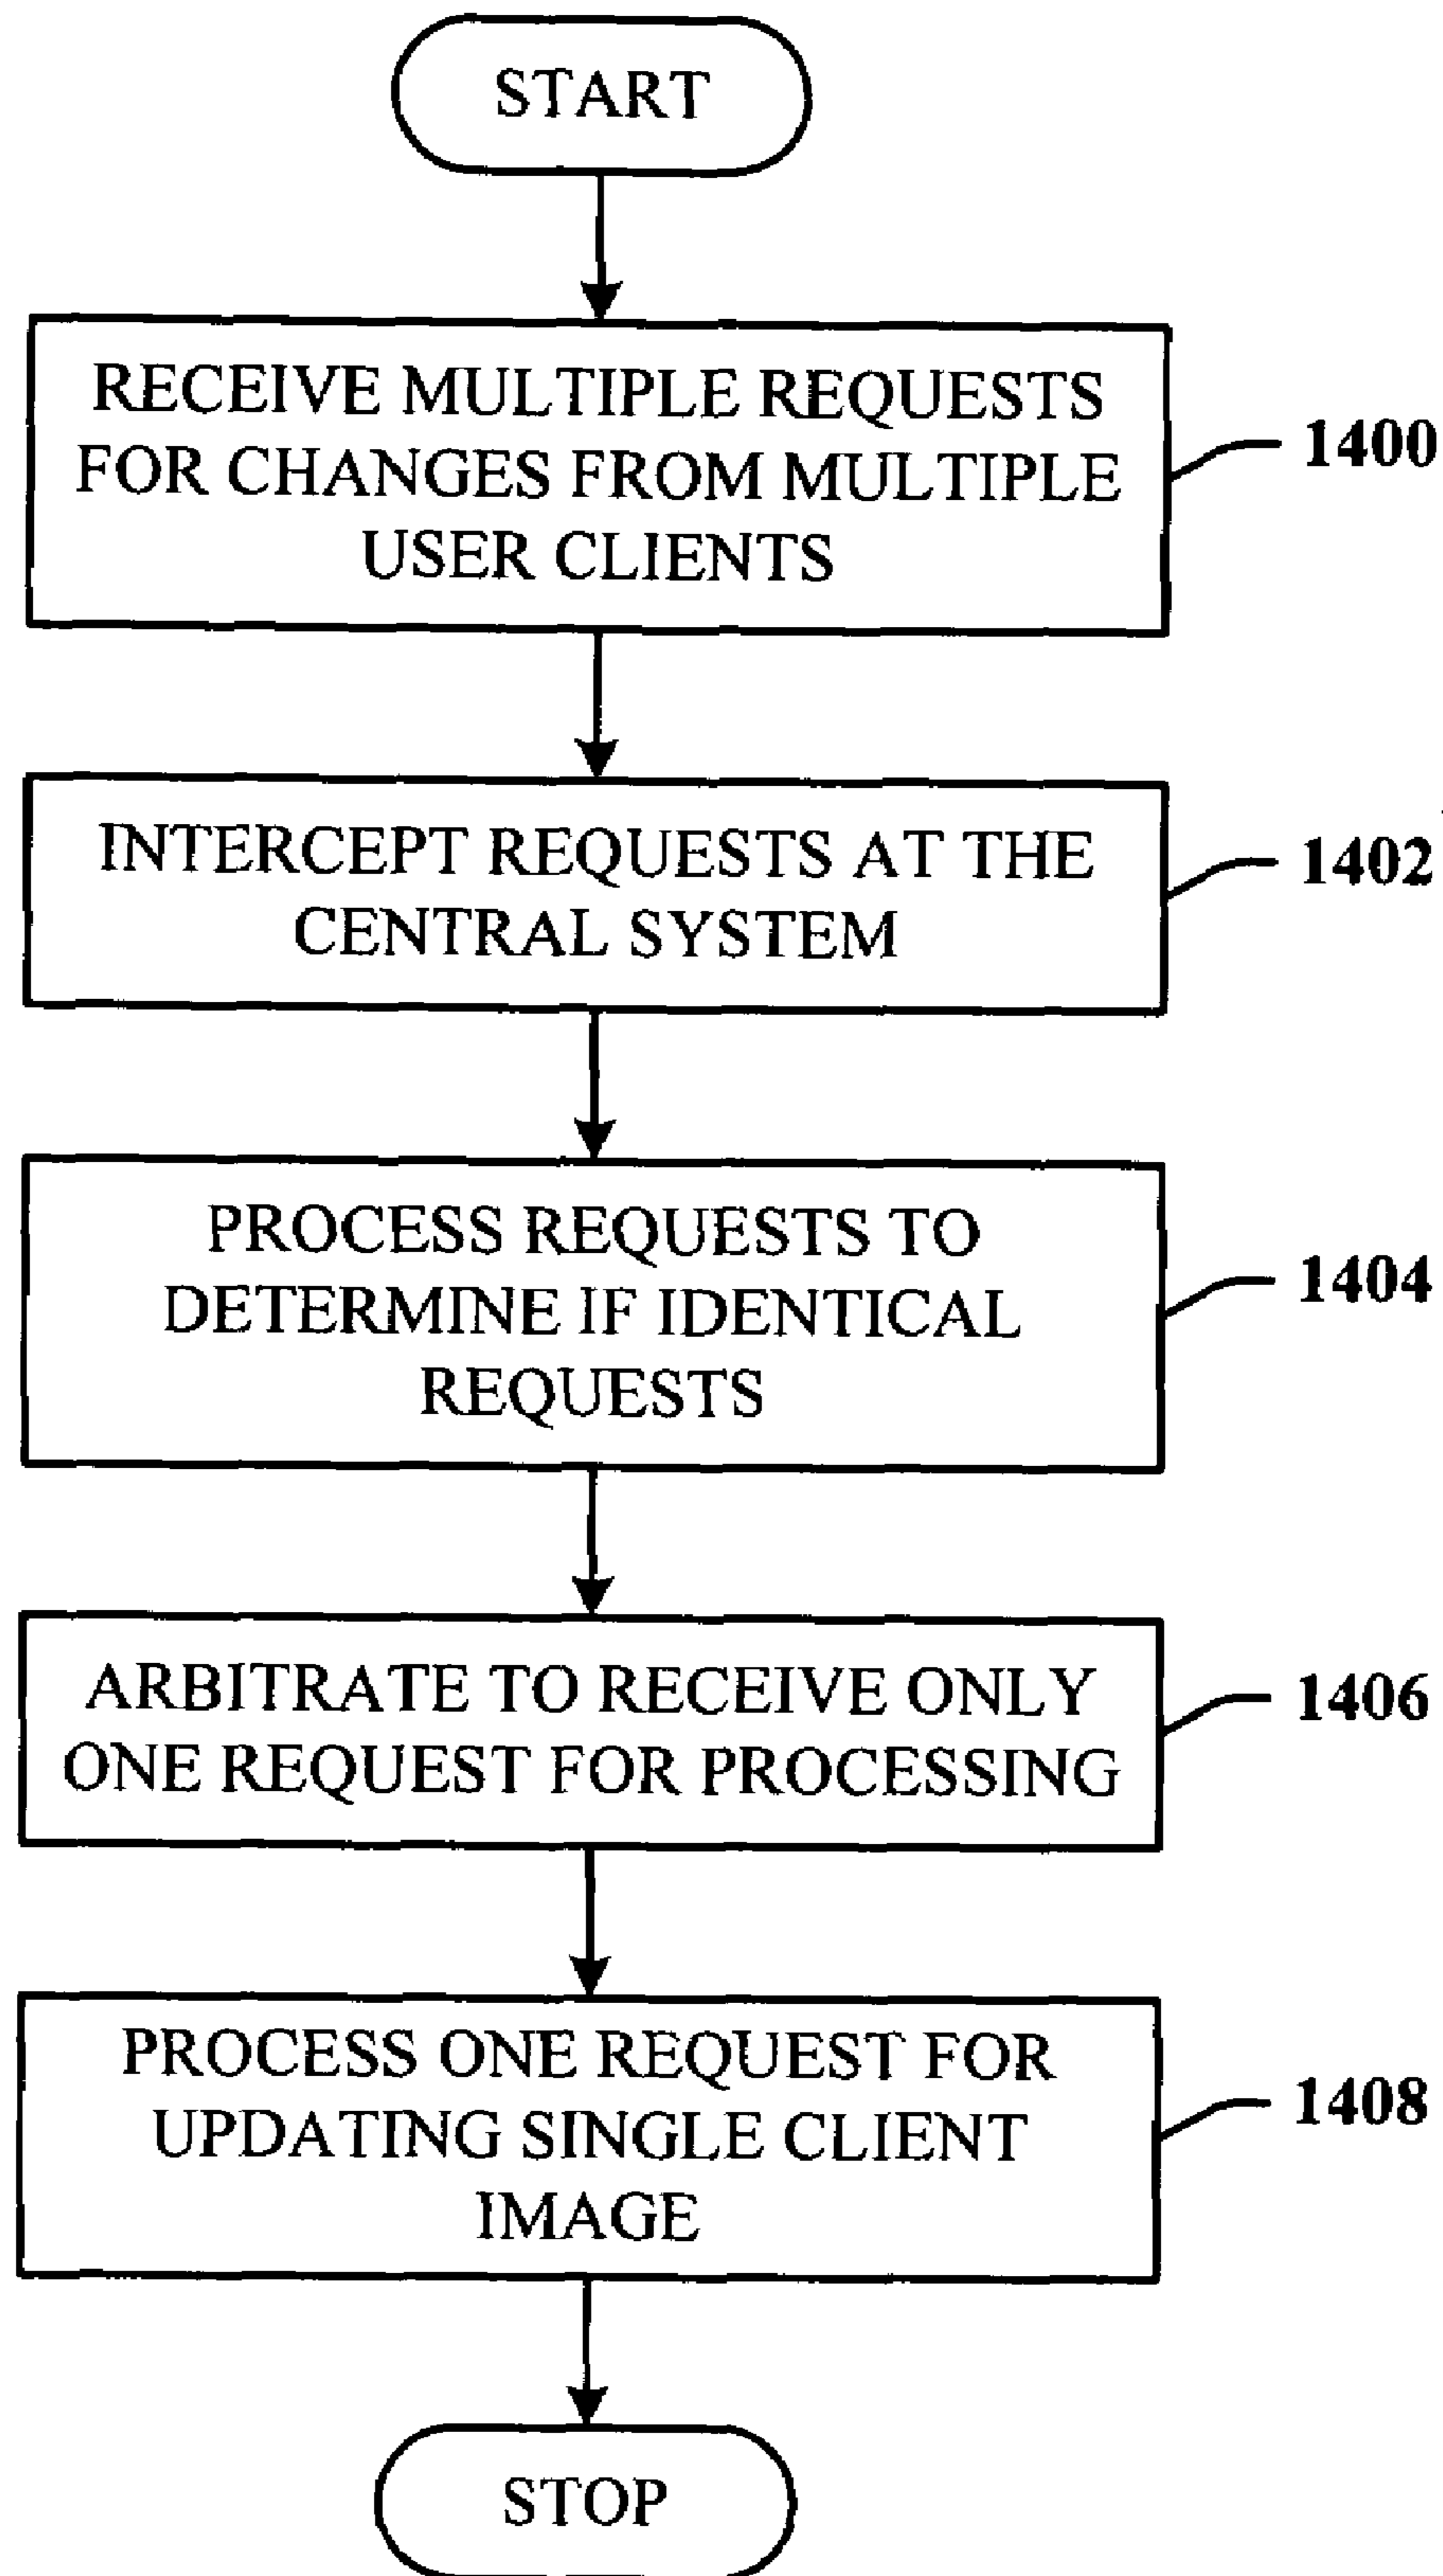 START
RECEIVE MULTIPLE REQUESTS
FOR CHANGES FROM MULTIPLE
USER CLIENTS
1400
INTERCEPT REQUESTS AT THE
CENTRAL SYSTEM
1402
PROCESS REQUESTS TO
DETERMINE IF IDENTICAL
REQUESTS
1404
ARBITRATE TO RECEIVE ONLY
ONE REQUEST FOR PROCESSING
1406
PROCESS ONE REQUEST FOR
UPDATING SINGLE CLIENT
IMAGE
1408
STOP